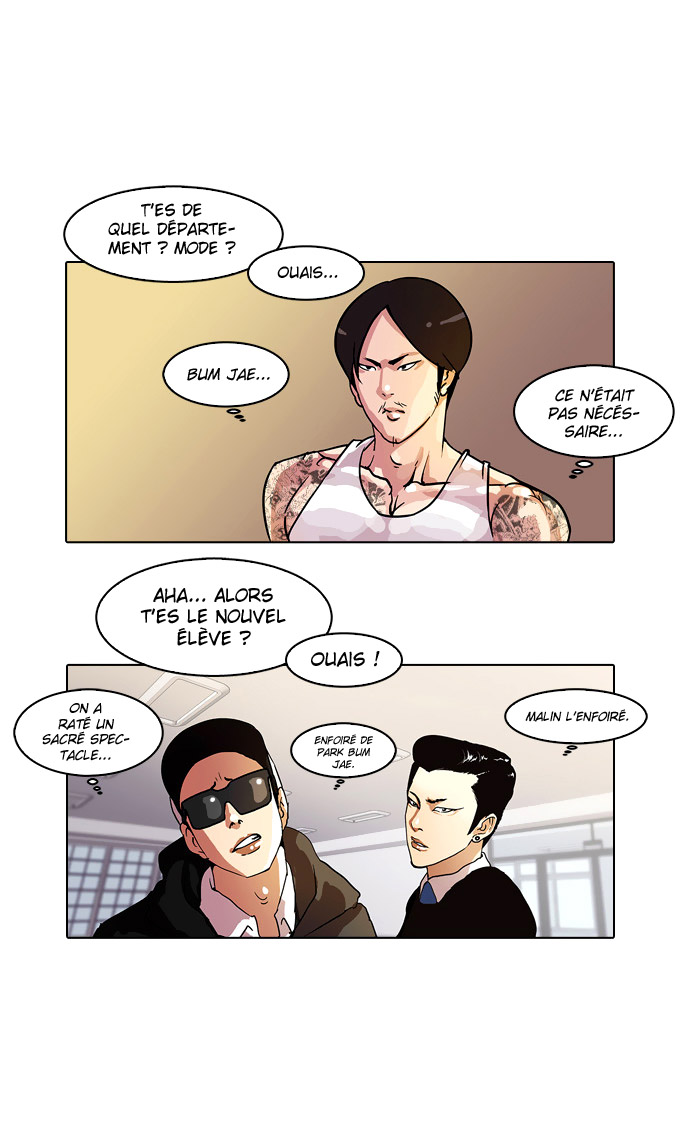 T'ES DE
QUEL DÉPARTE-
MENT ? MODE ?
OUAIS...
BUM JAE...
CE N'ÉTAIT
PAS NÉCÉS-
SAIRE...
AHA... ALORS
T'ES LE NOUVEL
ÉLÈVE ?
OUAIS !
ON A
RATÉ UN
SACRÉ SPEC-
TACLE...
ENFOIRÉ DE
PARK BUM
JAE.
MALIN L'ENFOIRÉ.